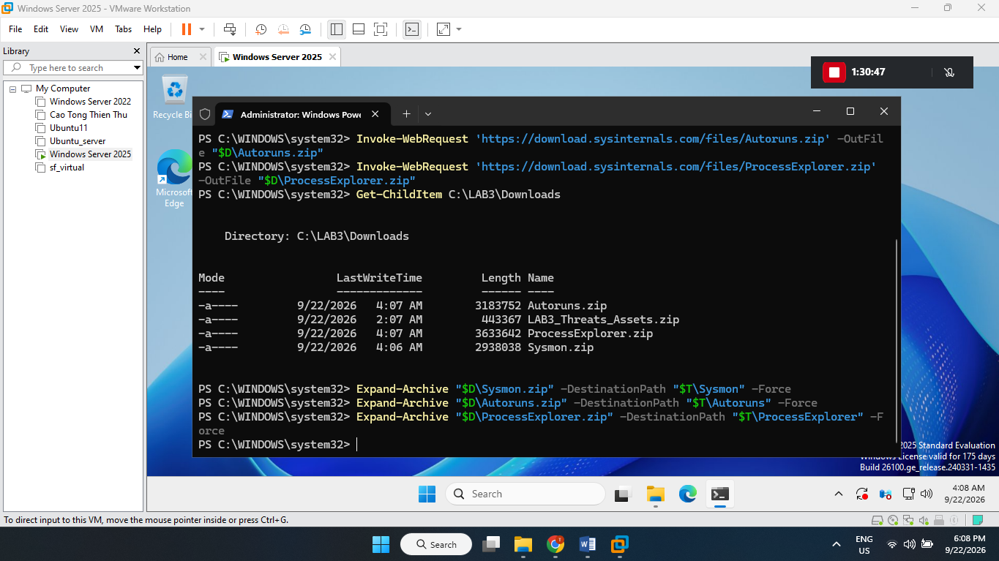 Windows Server 2025 - VMware Workstation
File Edit View VM Tabs Help
Library
Type here to search
My Computer
Windows Server 2022
Cao Tong Thien Thu
Ubuntu11
Ubuntu_server
Windows Server 2025
sf_virtual
Home
Windows Server 2025
1:30:47
Recycle Bi
Microsoft
Edge
Administrator: Windows Powe
PS C:\WINDOWS\system32> Invoke-WebRequest 'https://download.sysinternals.com/files/Autoruns.zip' -OutFil
e "$D\Autoruns.zip"
PS C:\WINDOWS\system32> Invoke-WebRequest 'https://download.sysinternals.com/files/ProcessExplorer.zip'
-OutFile "$D\ProcessExplorer.zip"
PS C:\WINDOWS\system32> Get-ChildItem C:\LAB3\Downloads
Directory: C:\LAB3\Downloads
Mode LastWriteTime Length Name
---- ------------- ------ ----
-a---- 9/22/2026 4:07 AM 3183752 Autoruns.zip
-a---- 9/22/2026 2:07 AM 443367 LAB3_Threats_Assets.zip
-a---- 9/22/2026 4:07 AM 3633642 ProcessExplorer.zip
-a---- 9/22/2026 4:06 AM 2938038 Sysmon.zip
PS C:\WINDOWS\system32> Expand-Archive "$D\Sysmon.zip" -DestinationPath "$T\Sysmon" -Force
PS C:\WINDOWS\system32> Expand-Archive "$D\Autoruns.zip" -DestinationPath "$T\Autoruns" -Force
PS C:\WINDOWS\system32> Expand-Archive "$D\ProcessExplorer.zip" -DestinationPath "$T\ProcessExplorer" -F
orce
PS C:\WINDOWS\system32>
2025 Standard Evaluation
Windows License valid for 175 days
Build 26100.ge_release.240331-1435
Search
4:08 AM
9/22/2026
To direct input to this VM, move the mouse pointer inside or press Ctrl+G.
Search
ENG
US
6:08 PM
9/22/2026